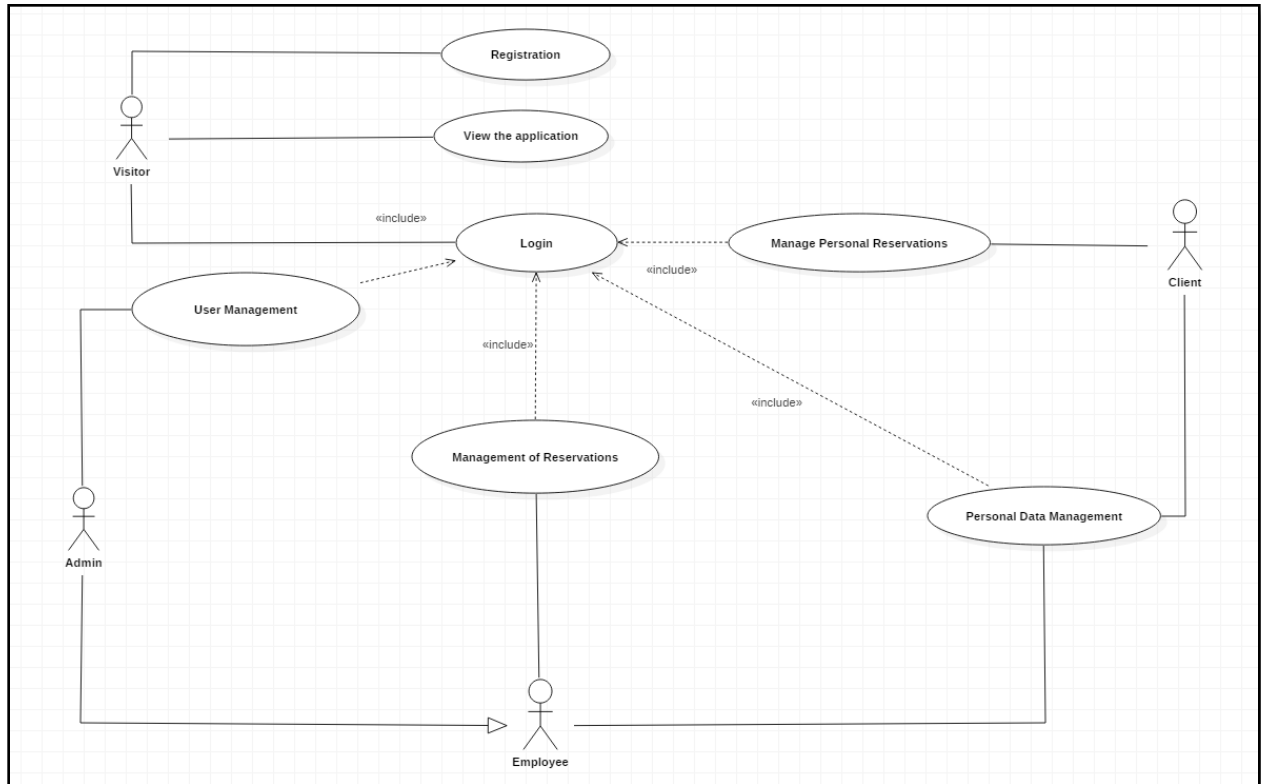 Registration
View the application
Visitor
«include»
Login
Manage Personal Reservations
«include»
Client
User Management
«include»
«include»
Management of Reservations
Personal Data Management
Admin
Employee